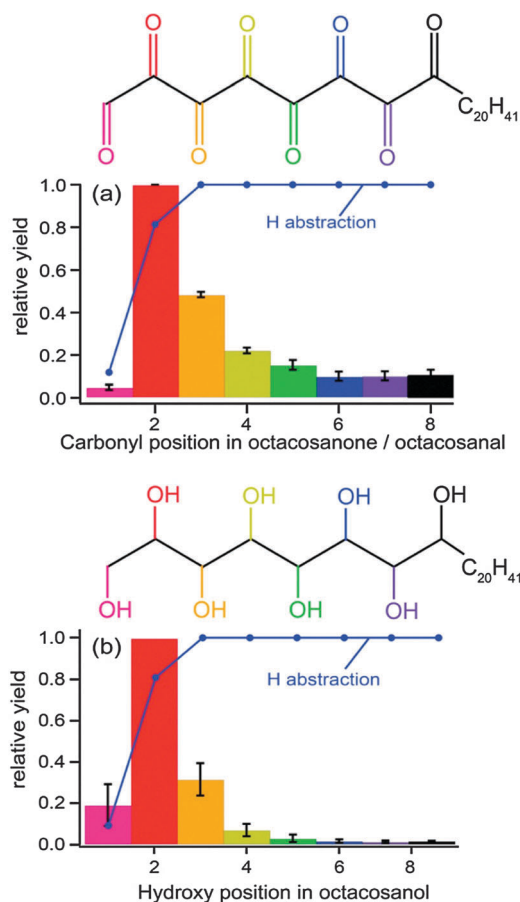 O O O O
C20H41
O O O O
(a)
H abstraction
relative yield
1.0
0.8
0.6
0.4
0.2
0.0
2 4 6 8
Carbonyl position in octacosanone / octacosanal
OH OH OH OH
C20H41
OH OH OH OH
(b)
H abstraction
relative yield
1.0
0.8
0.6
0.4
0.2
0.0
2 4 6 8
Hydroxy position in octacosanol